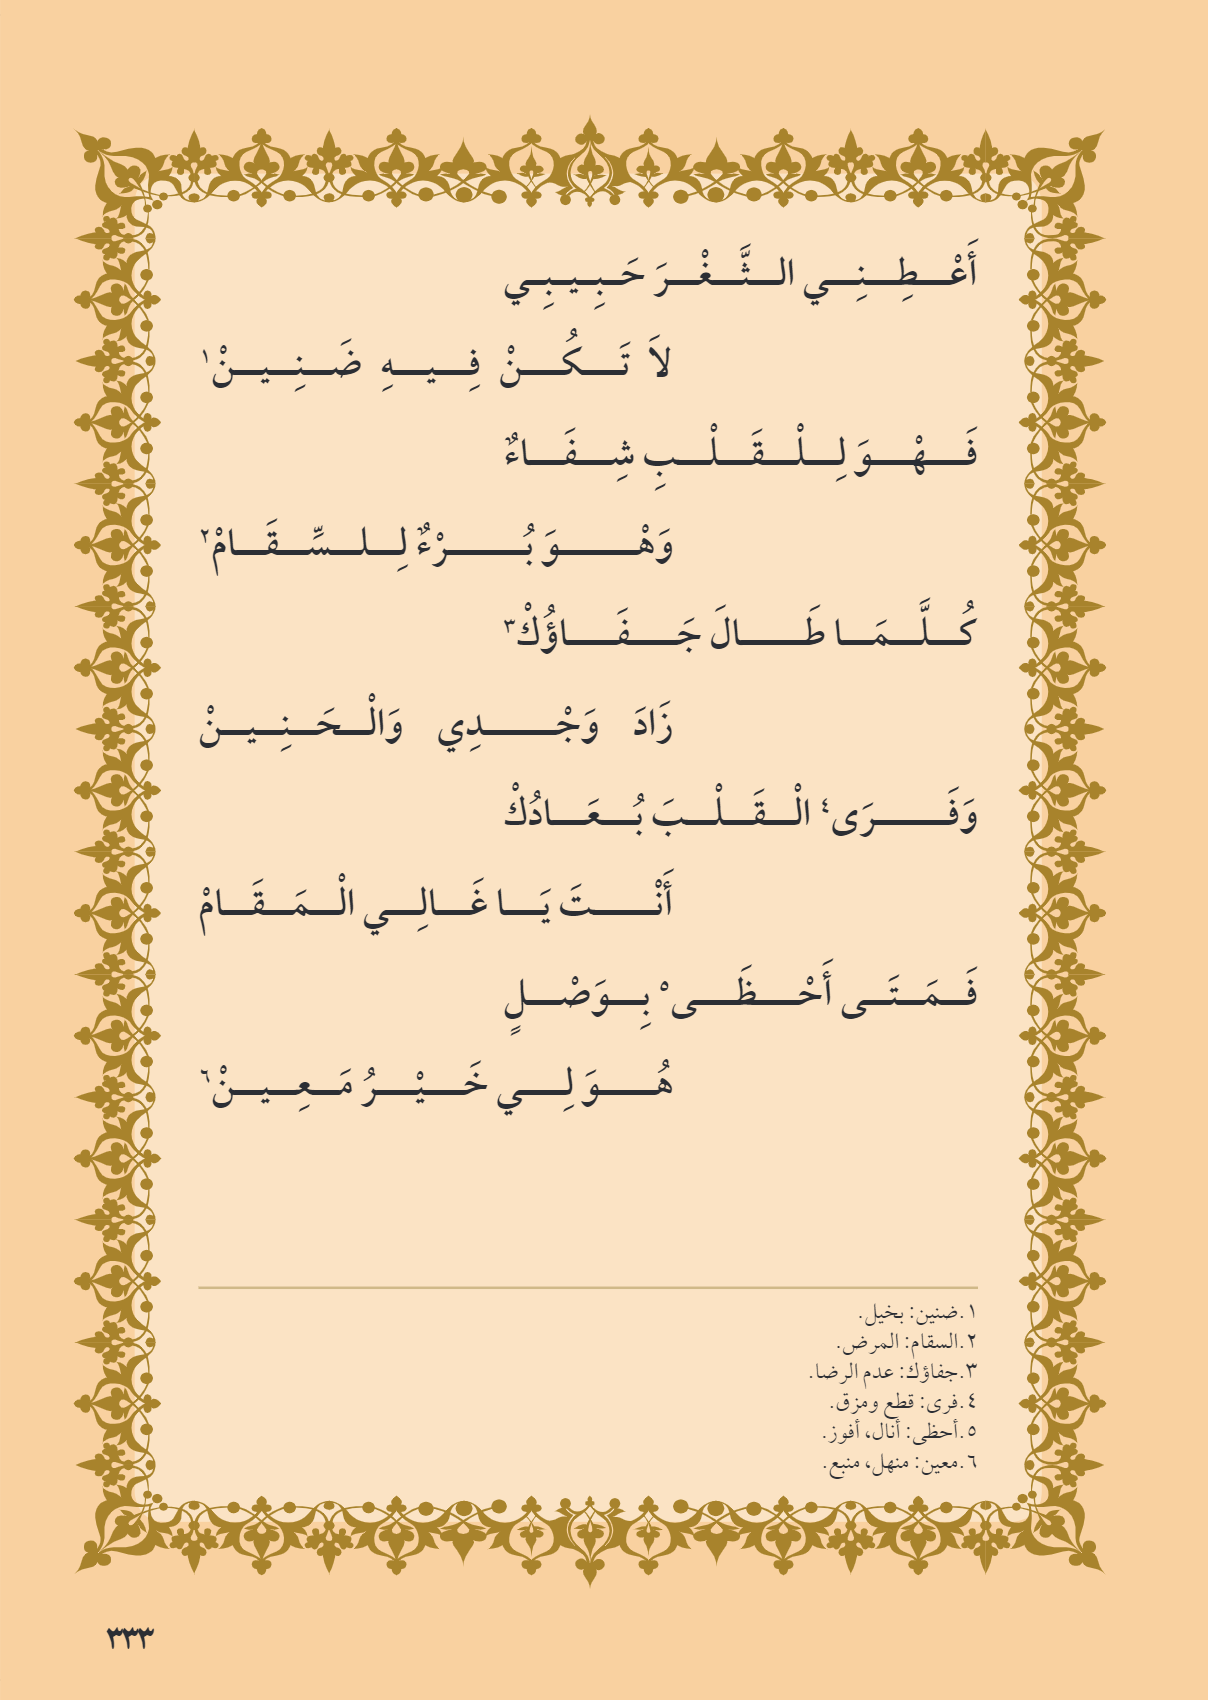 أَعْطِنِي الثَّغْرَ حَبِيبِي
لاَ تَكُنْ فِيهِ ضَنِينْ١
فَهْوَ لِلْقَلْبِ شِفَاءٌ
وَهْوَ بُرْءٌ لِلسِّقَامْ٢
كُلَّمَا طَالَ جَفَاؤُكْ٣
زَادَ وَجْدِي وَالْحَنِينْ
وَفَرَى٤ الْقَلْبَ بُعَادُكْ
أَنْتَ يَا غَالِي الْمَقَامْ
فَمَتَى أَحْظَى٥ بِوَصْلٍ
هُوَ لِي خَيْرُ مَعِينْ٦
١.ضنين: بخيل.
٢.السقام: المرض.
٣.جفاؤك: عدم الرضا.
٤.فرى: قطع ومزق.
٥.أحظى: أنال، أفوز.
٦.معين: منهل، منبع.
٣٣٣